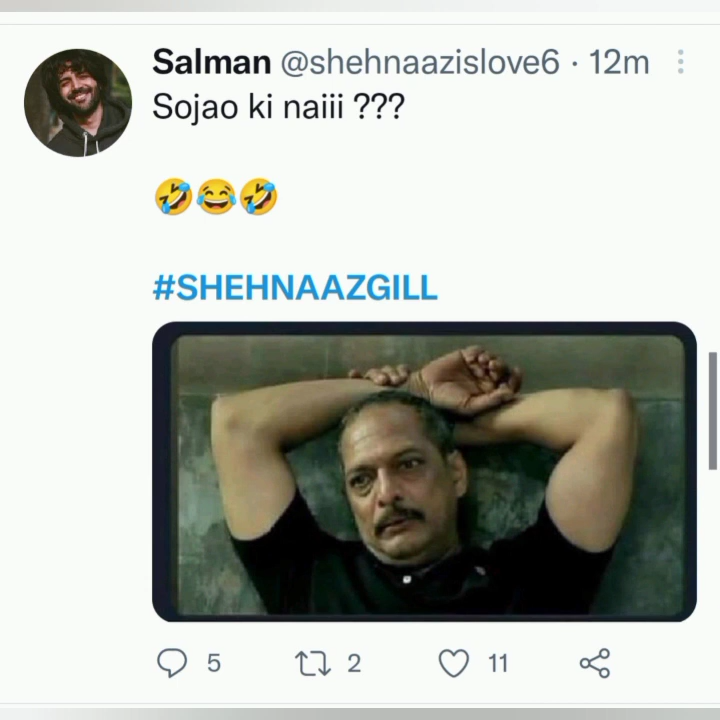 Salman @shehnaazislove6 · 12m
Sojao ki naiii ???
🤣😂🤣
#SHEHNAAZGILL
5 2 11